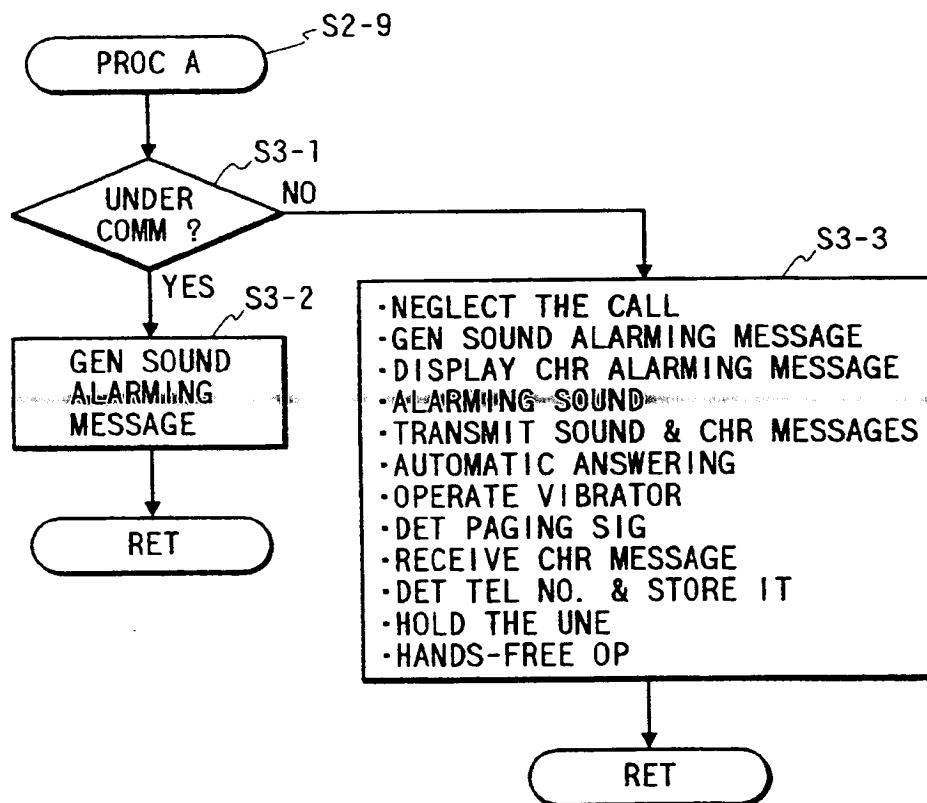 S2-9
PROC A
S3-1
UNDER
COMM ?
NO
YES
S3-2
GEN SOUND
ALARMING
MESSAGE
RET
S3-3
·NEGLECT THE CALL
·GEN SOUND ALARMING MESSAGE
·DISPLAY CHR ALARMING MESSAGE
·ALARMING SOUND
·TRANSMIT SOUND & CHR MESSAGES
·AUTOMATIC ANSWERING
·OPERATE VIBRATOR
·DET PAGING SIG
·RECEIVE CHR MESSAGE
·DET TEL NO. & STORE IT
·HOLD THE UNE
·HANDS-FREE OP
RET